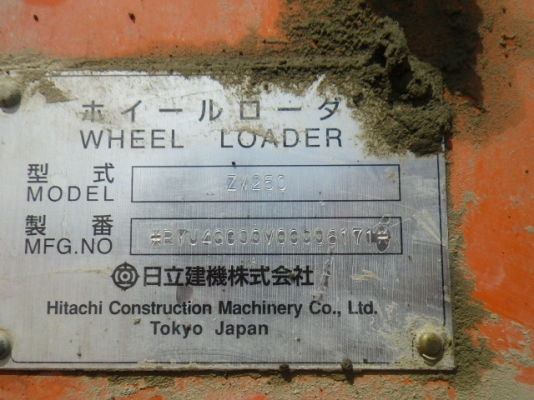 ホイールローダ
WHEEL LOADER
型式
MODEL
製番
MFG.NO
日立建機株式会社
Hitachi Construction Machinery Co., Ltd.
Tokyo Japan